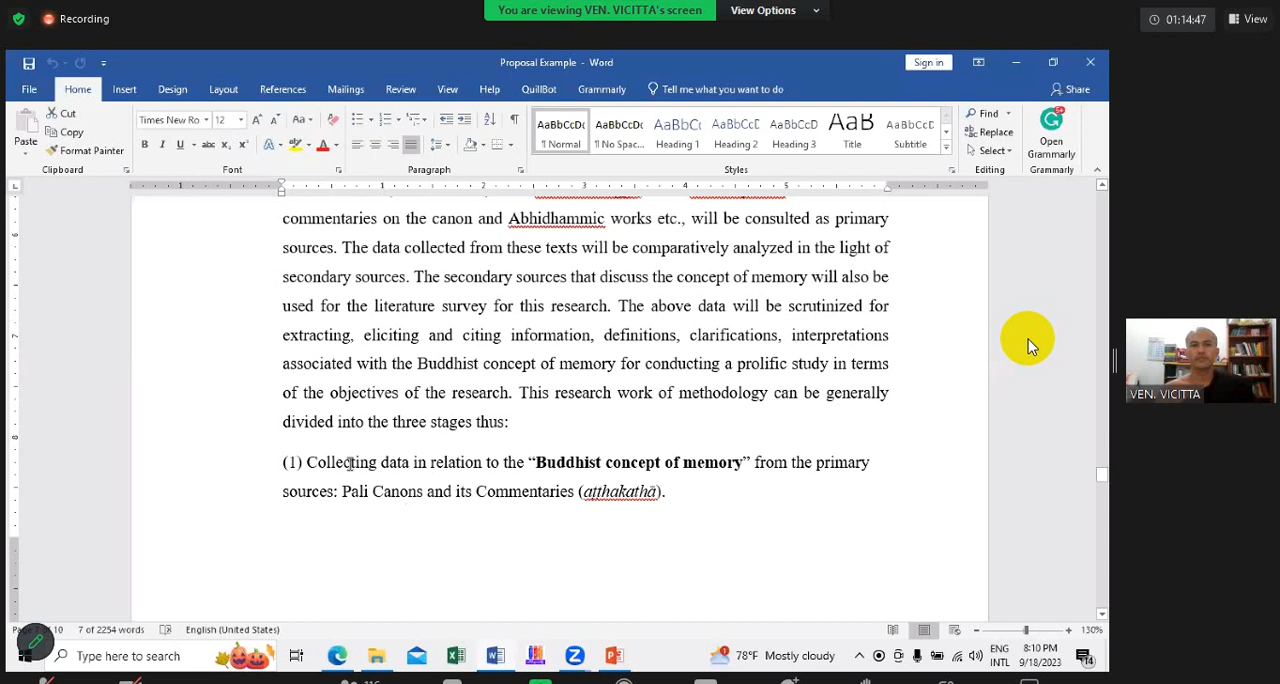 Recording
You are viewing VEN. VICITTA's screen
View Options
01:14:47
View
Proposal Example - Word
Sign in
File Home Insert Design Layout References Mailings Review View Help QuillBot Grammarly Tell me what you want to do Share
Paste
Cut
Copy
Format Painter
Clipboard
Times New Ro 12
Font
Paragraph
AaBbCcDc ¶ Normal
AaBbCcDc ¶ No Spac...
AaBbC Heading 1
AaBbCcC Heading 2
AaBbCcD Heading 3
AaB Title
AaBbCcC Subtitle
Styles
Find
Replace
Select
Editing
Open
Grammarly
Grammarly
commentaries on the canon and Abhidhammic works etc., will be consulted as primary
sources. The data collected from these texts will be comparatively analyzed in the light of
secondary sources. The secondary sources that discuss the concept of memory will also be
used for the literature survey for this research. The above data will be scrutinized for
extracting, eliciting and citing information, definitions, clarifications, interpretations
associated with the Buddhist concept of memory for conducting a prolific study in terms
of the objectives of the research. This research work of methodology can be generally
divided into the three stages thus:
(1) Collecting data in relation to the “Buddhist concept of memory” from the primary
sources: Pali Canons and its Commentaries (aṭṭhakathā).
VEN. VICITTA
of 10 7 of 2254 words English (United States) 130%
Type here to search
78°F Mostly cloudy
ENG
INTL
8:10 PM
9/18/2023
14